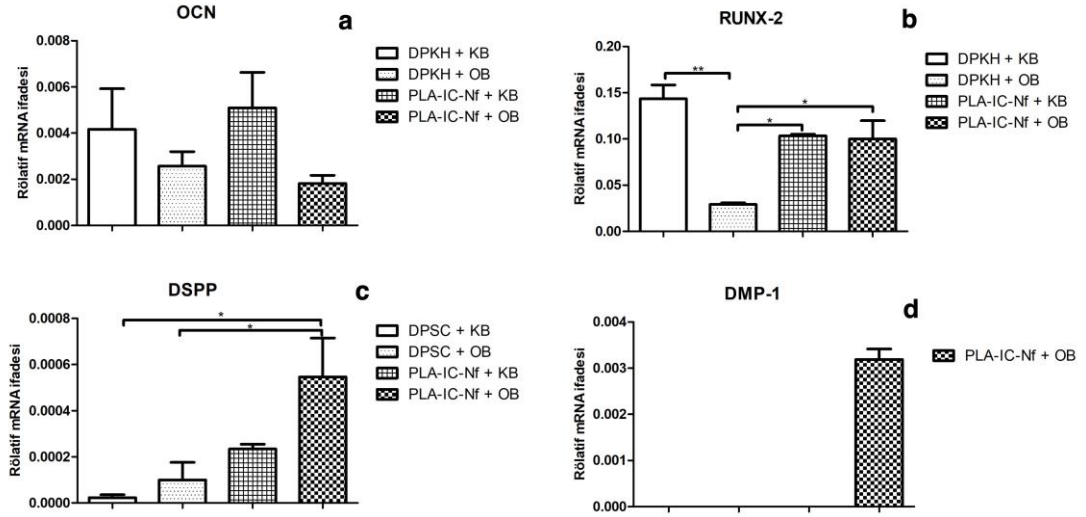 OCN
a
Rölatif mRNA ifadesi
0.008
0.006
0.004
0.002
0.000
DPKH + KB
DPKH + OB
PLA-IC-Nf + KB
PLA-IC-Nf + OB
RUNX-2
b
Rölatif mRNA ifadesi
0.20
0.15
0.10
0.05
0.00
**
*
*
DPKH + KB
DPKH + OB
PLA-IC-Nf + KB
PLA-IC-Nf + OB
DSPP
c
Rölatif mRNA ifadesi
0.0008
0.0006
0.0004
0.0002
0.0000
*
*
DPSC + KB
DPSC + OB
PLA-IC-Nf + KB
PLA-IC-Nf + OB
DMP-1
d
Rölatif mRNA ifadesi
0.004
0.003
0.002
0.001
0.000
PLA-IC-Nf + OB